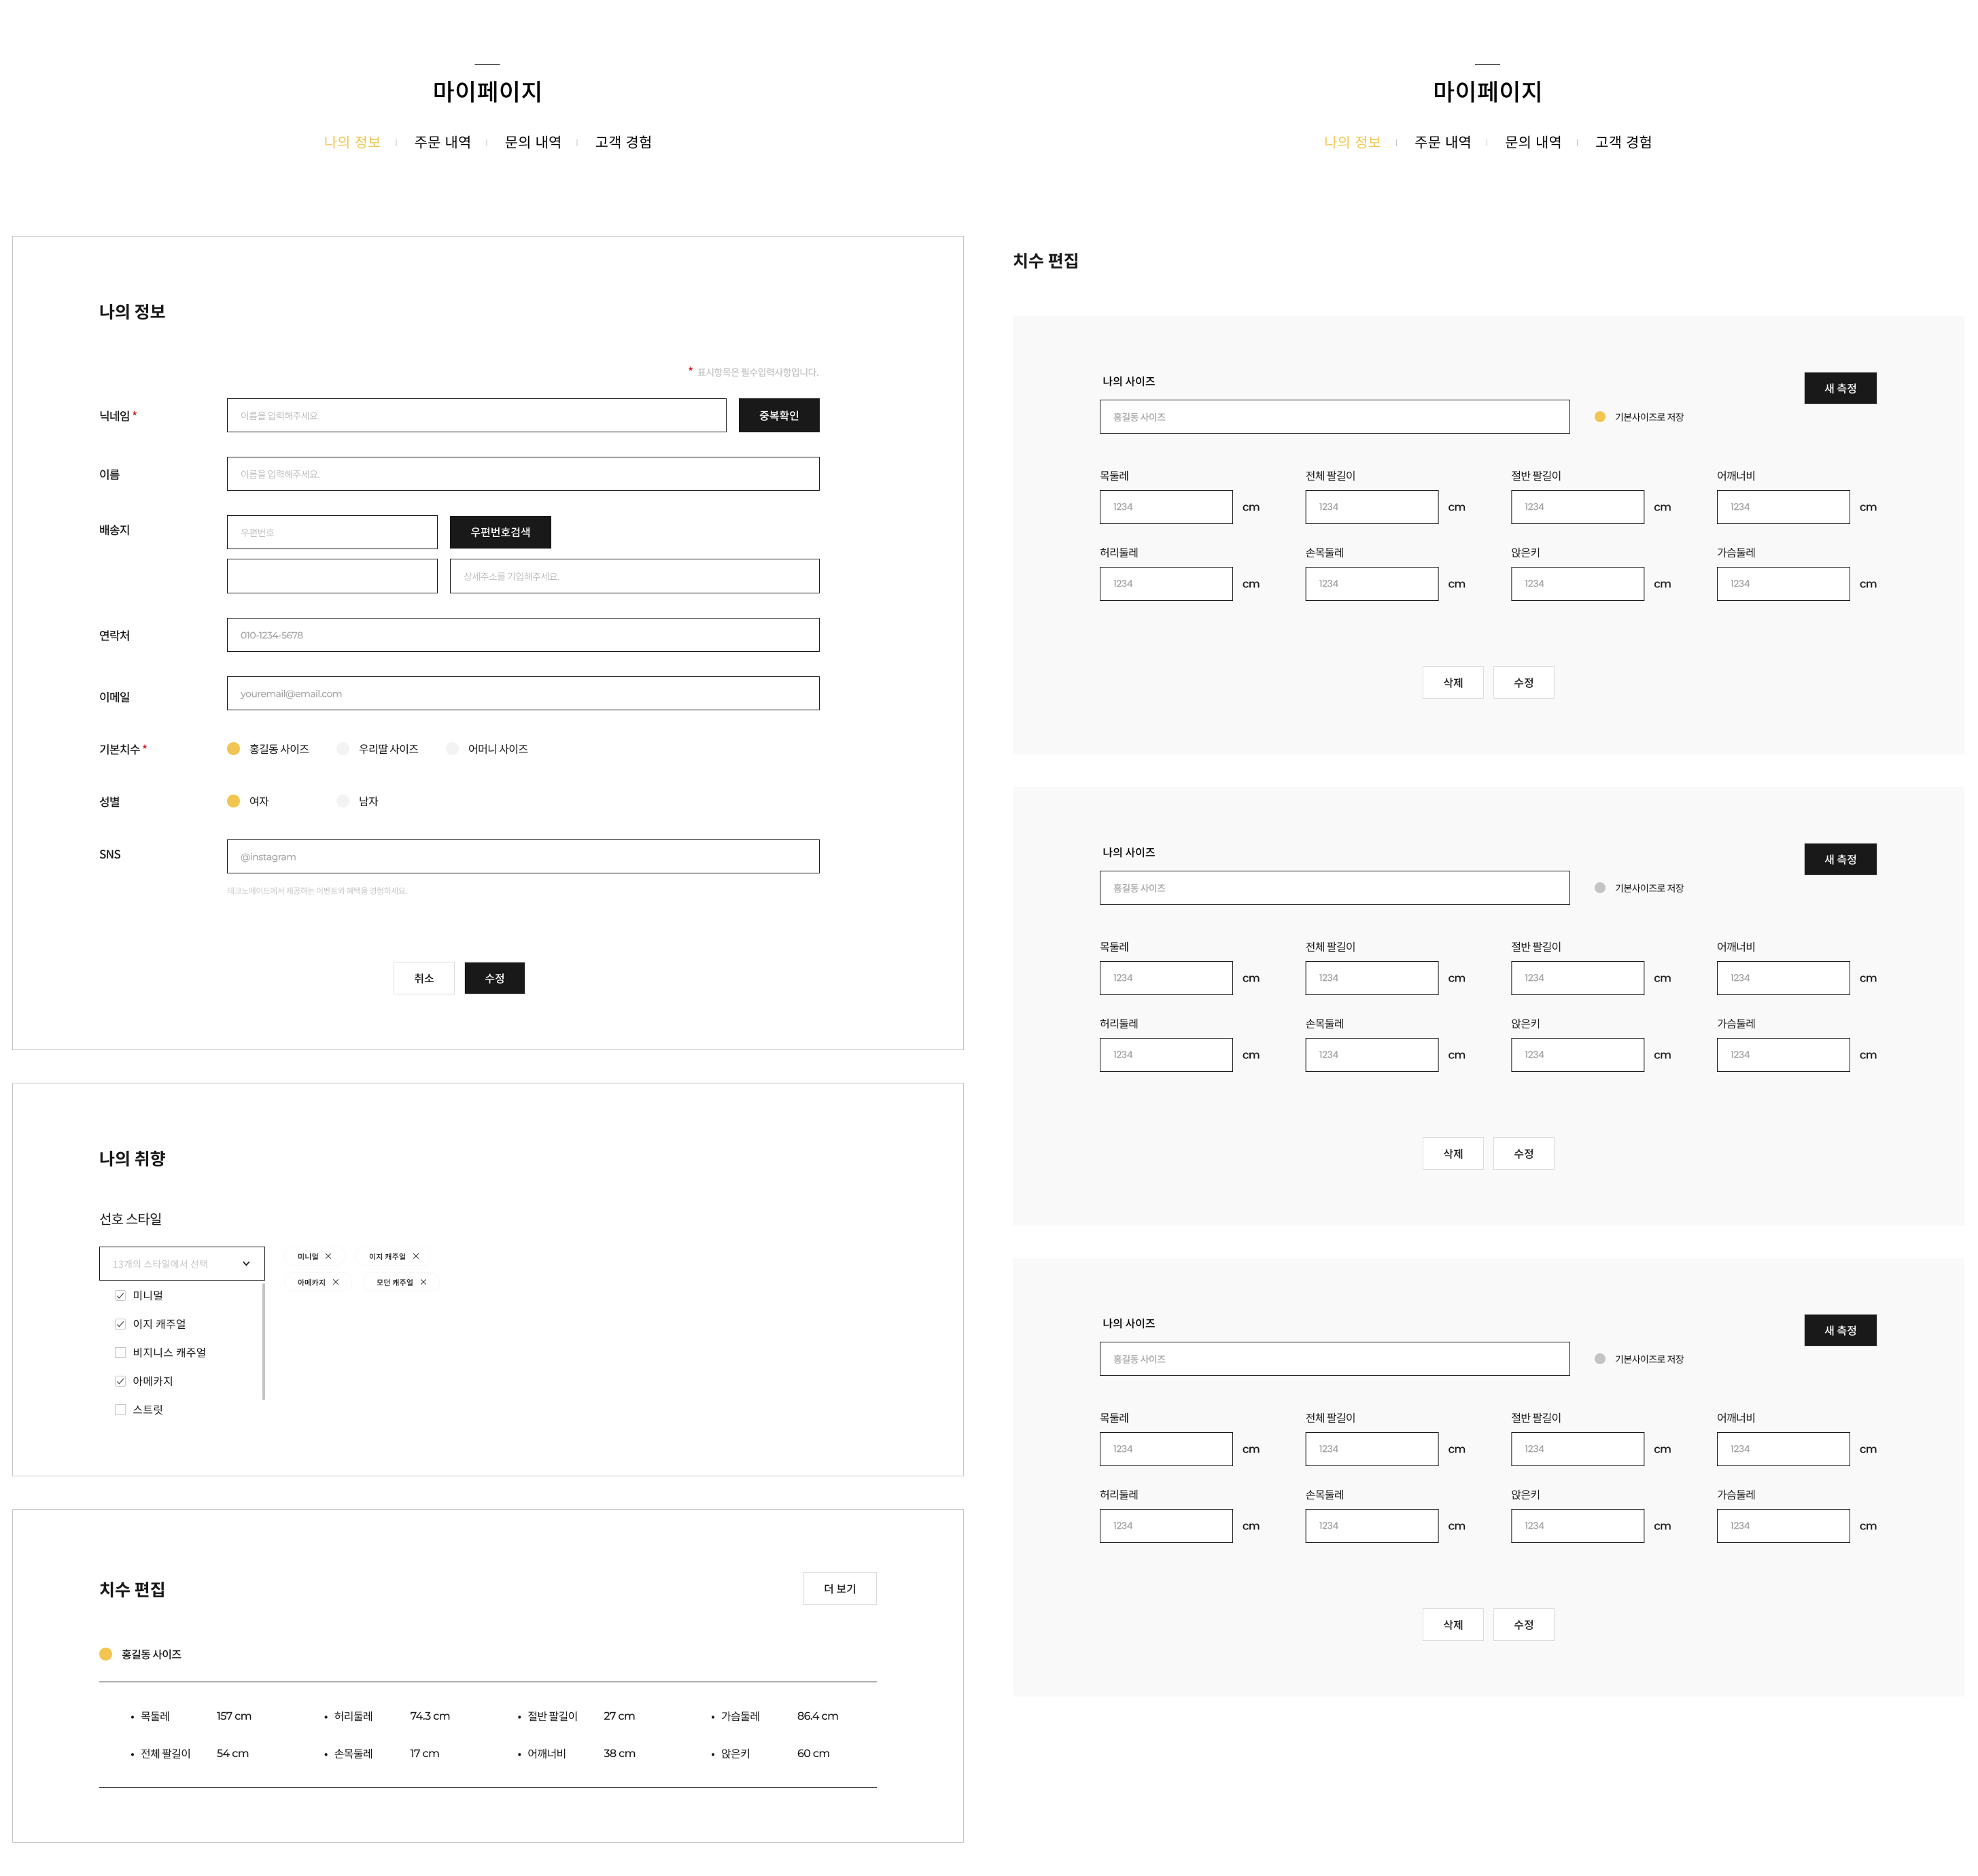 마이페이지
나의 정보 주문 내역 문의 내역 고객 경험
나의 정보
* 표시항목은 필수입력사항입니다.
닉네임 * 이름을 입력해주세요. 중복확인
이름 이름을 입력해주세요.
배송지 우편번호 우편번호검색
상세주소를 기입해주세요.
연락처 010-1234-5678
이메일 youremail@email.com
기본치수 * 홍길동 사이즈 우리딸 사이즈 어머니 사이즈
성별 여자 남자
SNS @instagram
테크노메이드에서 제공하는 이벤트와 혜택을 경험하세요.
취소 수정
나의 취향
선호 스타일
13개의 스타일에서 선택
미니멀 이지 캐주얼
아메카지 모던 캐주얼
미니멀
이지 캐주얼
비지니스 캐주얼
아메카지
스트릿
치수 편집 더 보기
홍길동 사이즈
• 목둘레 157 cm • 허리둘레 74.3 cm • 절반 팔길이 27 cm • 가슴둘레 86.4 cm
• 전체 팔길이 54 cm • 손목둘레 17 cm • 어깨너비 38 cm • 앉은키 60 cm
마이페이지
나의 정보 주문 내역 문의 내역 고객 경험
치수 편집
나의 사이즈 새 측정
홍길동 사이즈 기본사이즈로 저장
목둘레 전체 팔길이 절반 팔길이 어깨너비
1234 cm 1234 cm 1234 cm 1234 cm
허리둘레 손목둘레 앉은키 가슴둘레
1234 cm 1234 cm 1234 cm 1234 cm
삭제 수정
나의 사이즈 새 측정
홍길동 사이즈 기본사이즈로 저장
목둘레 전체 팔길이 절반 팔길이 어깨너비
1234 cm 1234 cm 1234 cm 1234 cm
허리둘레 손목둘레 앉은키 가슴둘레
1234 cm 1234 cm 1234 cm 1234 cm
삭제 수정
나의 사이즈 새 측정
홍길동 사이즈 기본사이즈로 저장
목둘레 전체 팔길이 절반 팔길이 어깨너비
1234 cm 1234 cm 1234 cm 1234 cm
허리둘레 손목둘레 앉은키 가슴둘레
1234 cm 1234 cm 1234 cm 1234 cm
삭제 수정